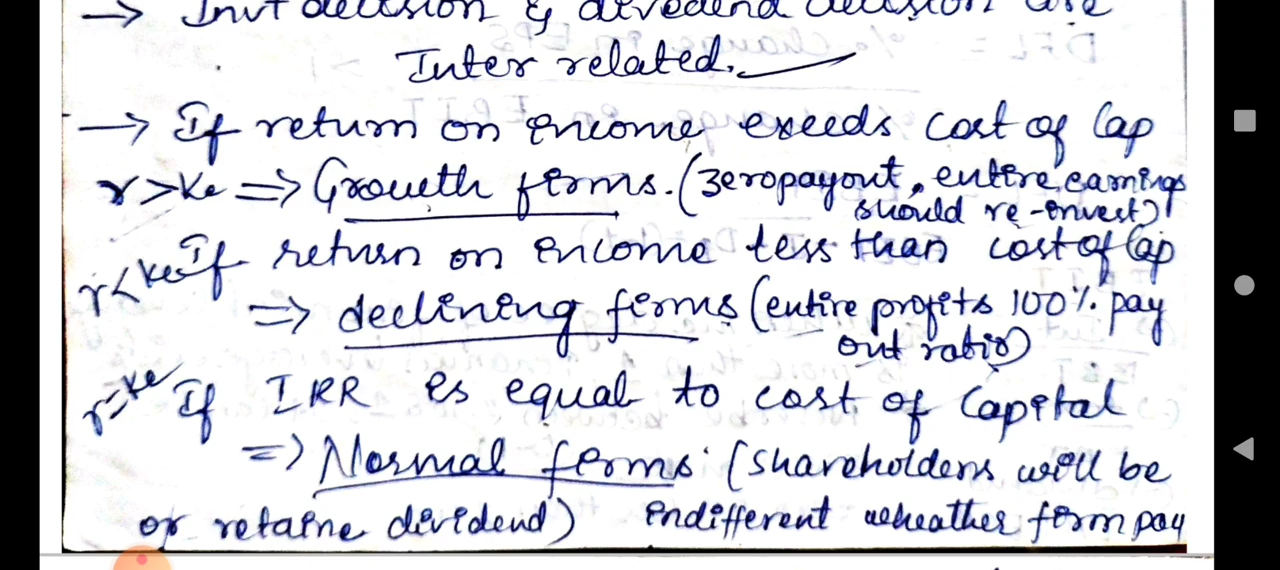 → Invt decision & devedend decision are
Inter related.
→ If return on income exceeds cost of Cap
r > Ke => Growth firms. (Zero payout, entire earnings
should re-invest)
r < Ke If return on income less than cost of Cap
=> declining firms (entire profits 100% pay
out ratio)
r = Ke If IRR is equal to cost of Capital
=> Normal firms. (Shareholders will be
or retaine dividend) indifferent wheather firm pay